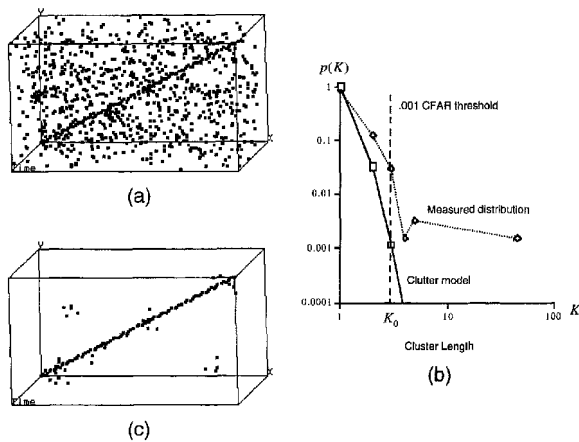 Y
X
Time
(a)
p(K)
1
0.1
0.01
0.001
0.0001
.001 CFAR threshold
Measured distribution
Clutter model
1
K₀
10
100
K
Cluster Length
(b)
Y
X
Time
(c)